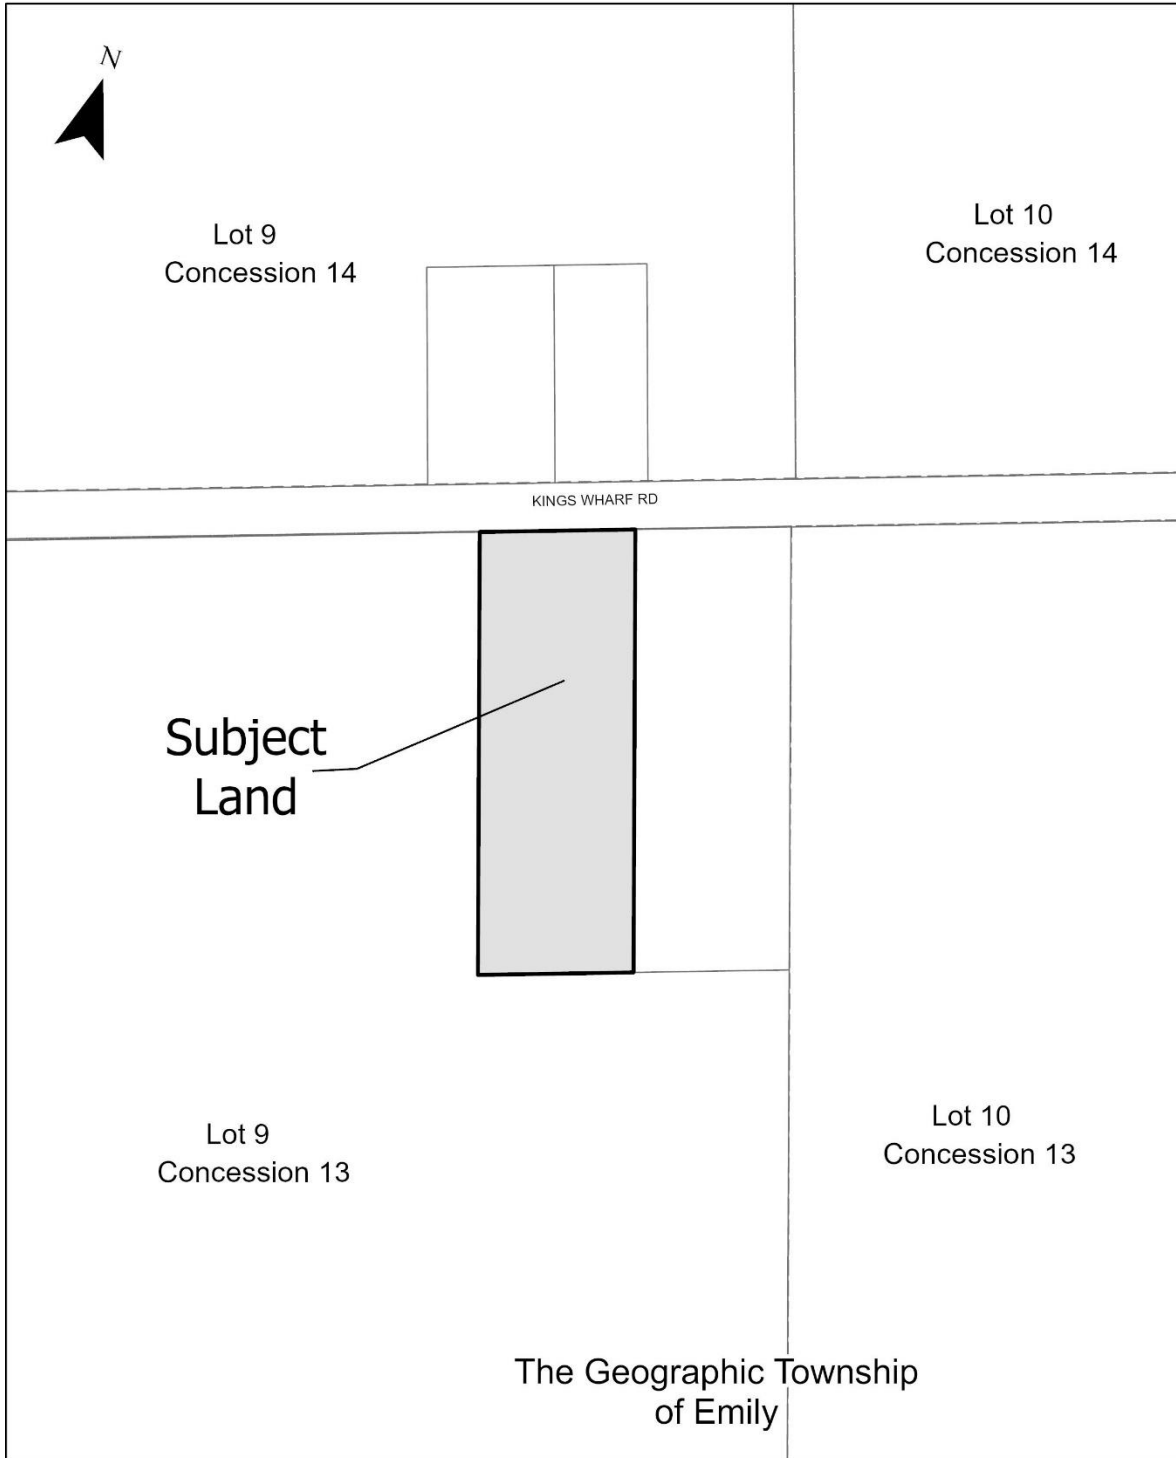 N
Lot 9
Concession 14
Lot 10
Concession 14
KINGS WHARF RD
Subject
Land
Lot 9
Concession 13
Lot 10
Concession 13
The Geographic Township
of Emily